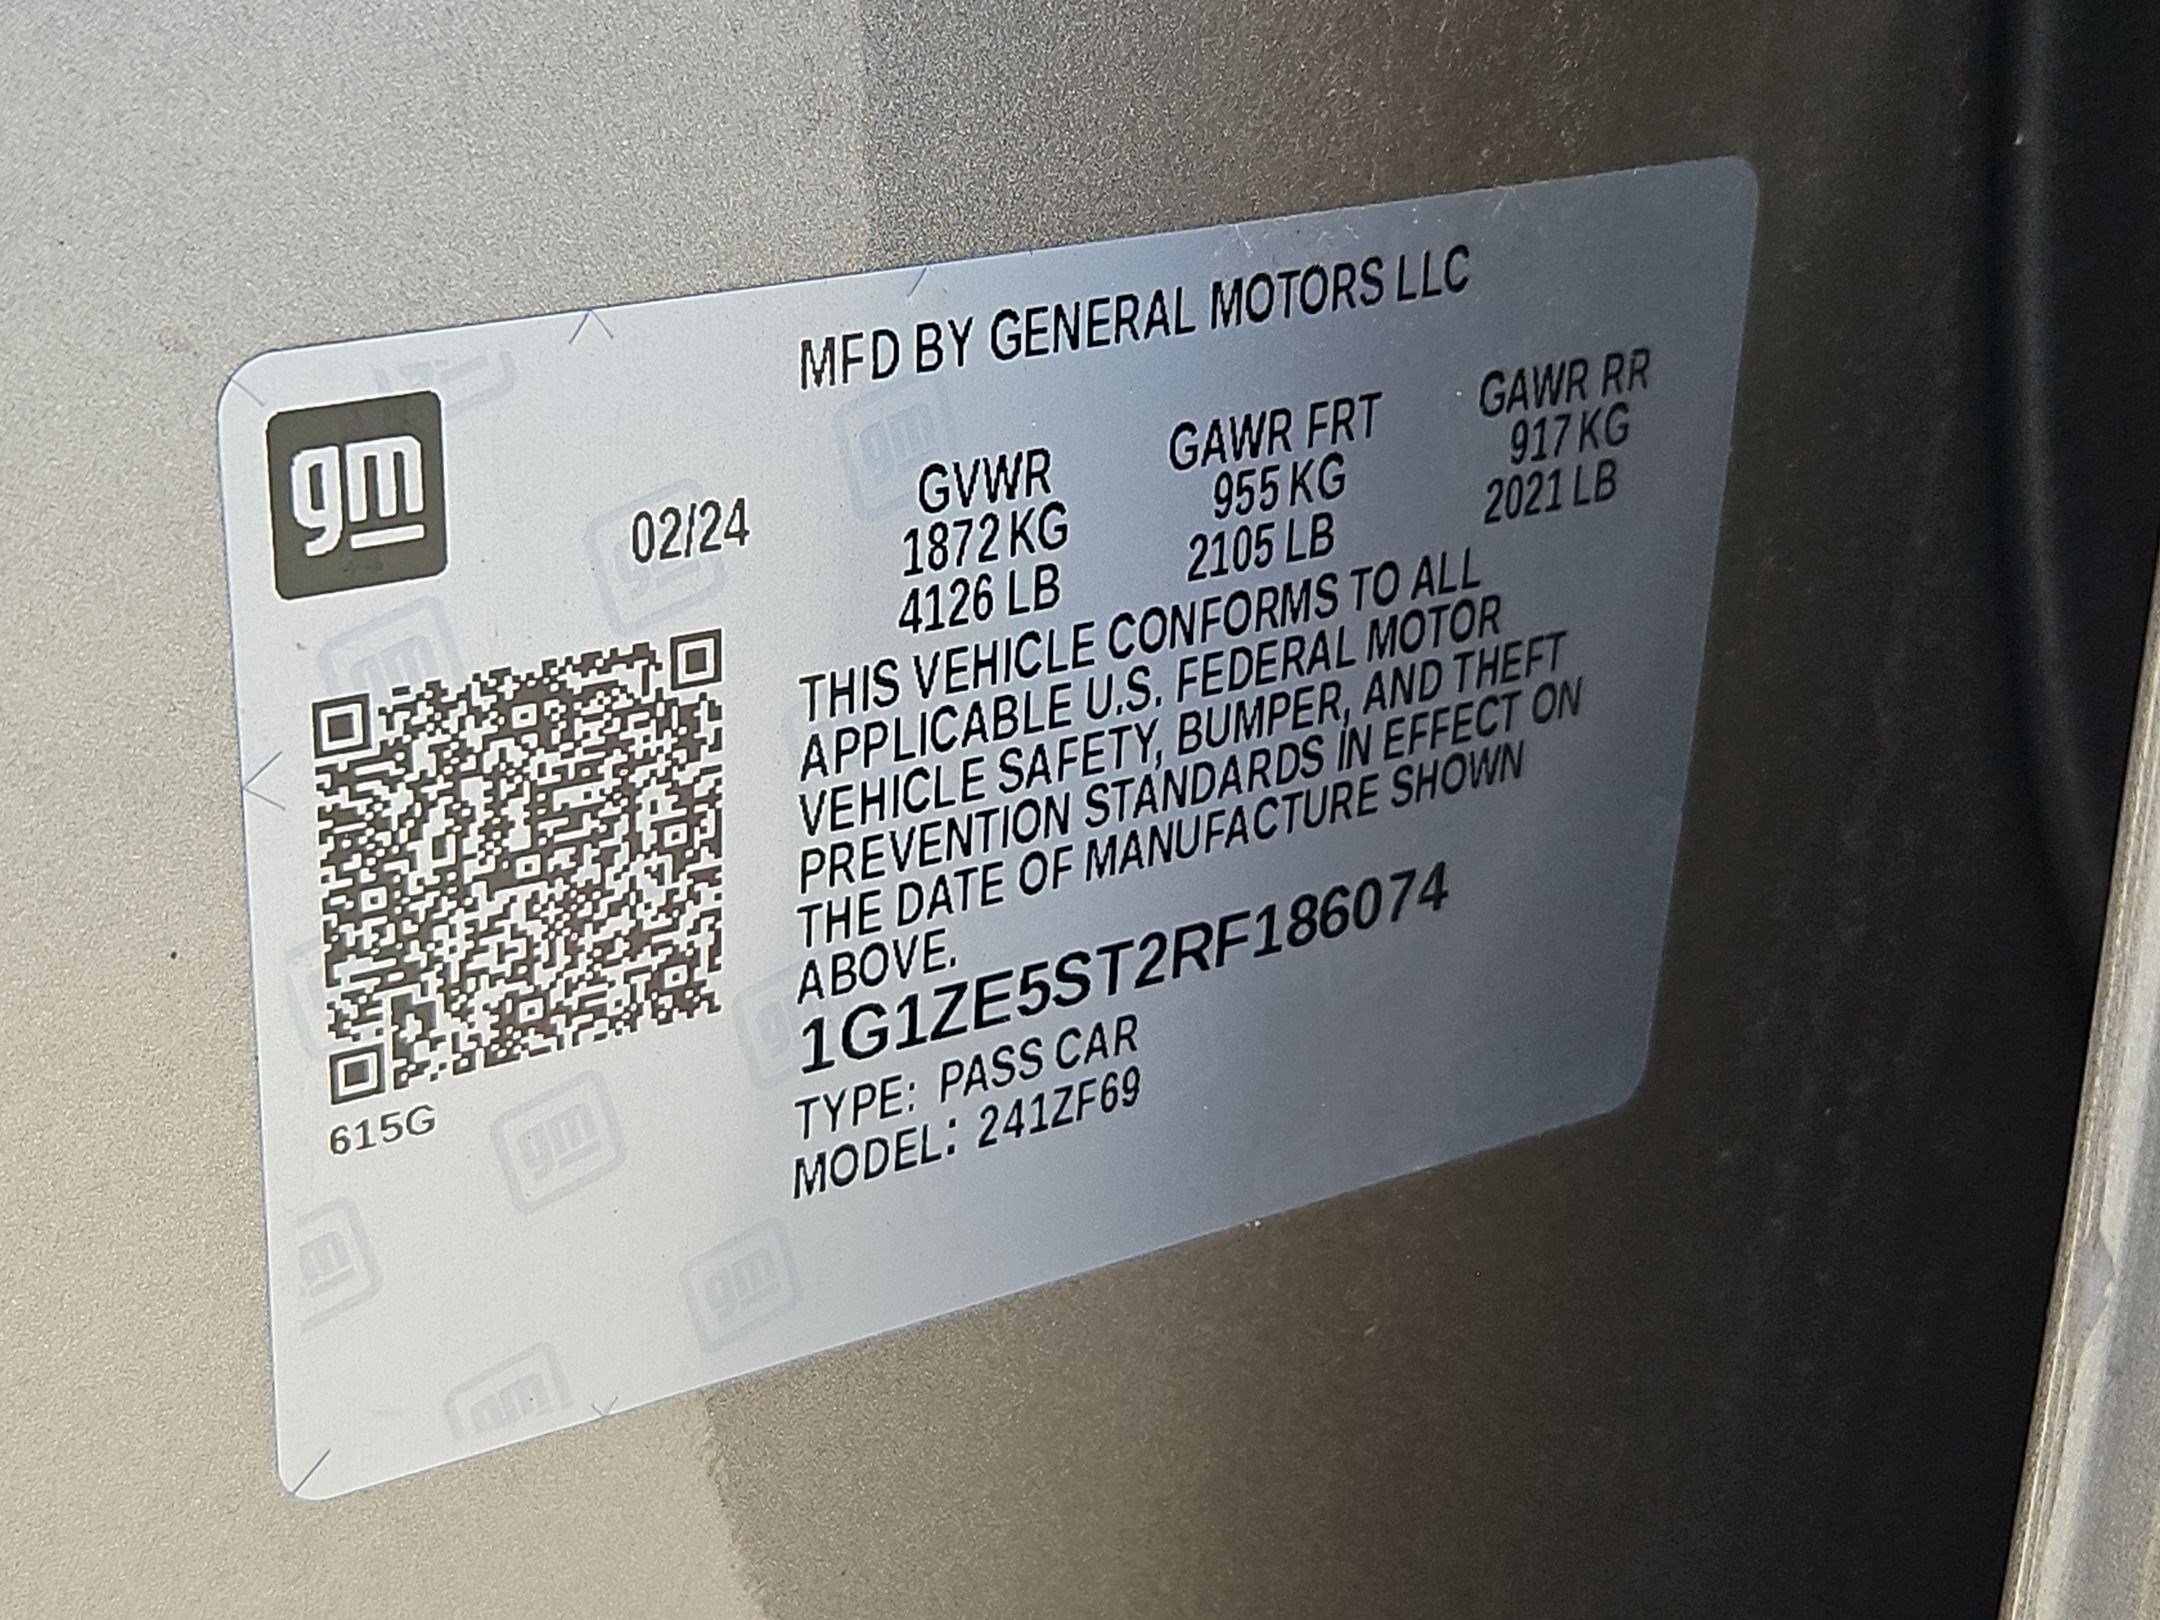 gm
MFD BY GENERAL MOTORS LLC
02/24
GVWR GAWR FRT GAWR RR
1872 KG 955 KG 917 KG
4126 LB 2105 LB 2021 LB
THIS VEHICLE CONFORMS TO ALL
APPLICABLE U.S. FEDERAL MOTOR
VEHICLE SAFETY, BUMPER, AND THEFT
PREVENTION STANDARDS IN EFFECT ON
THE DATE OF MANUFACTURE SHOWN
ABOVE.
1G1ZE5ST2RF186074
TYPE: PASS CAR
MODEL: 241ZF69
615G